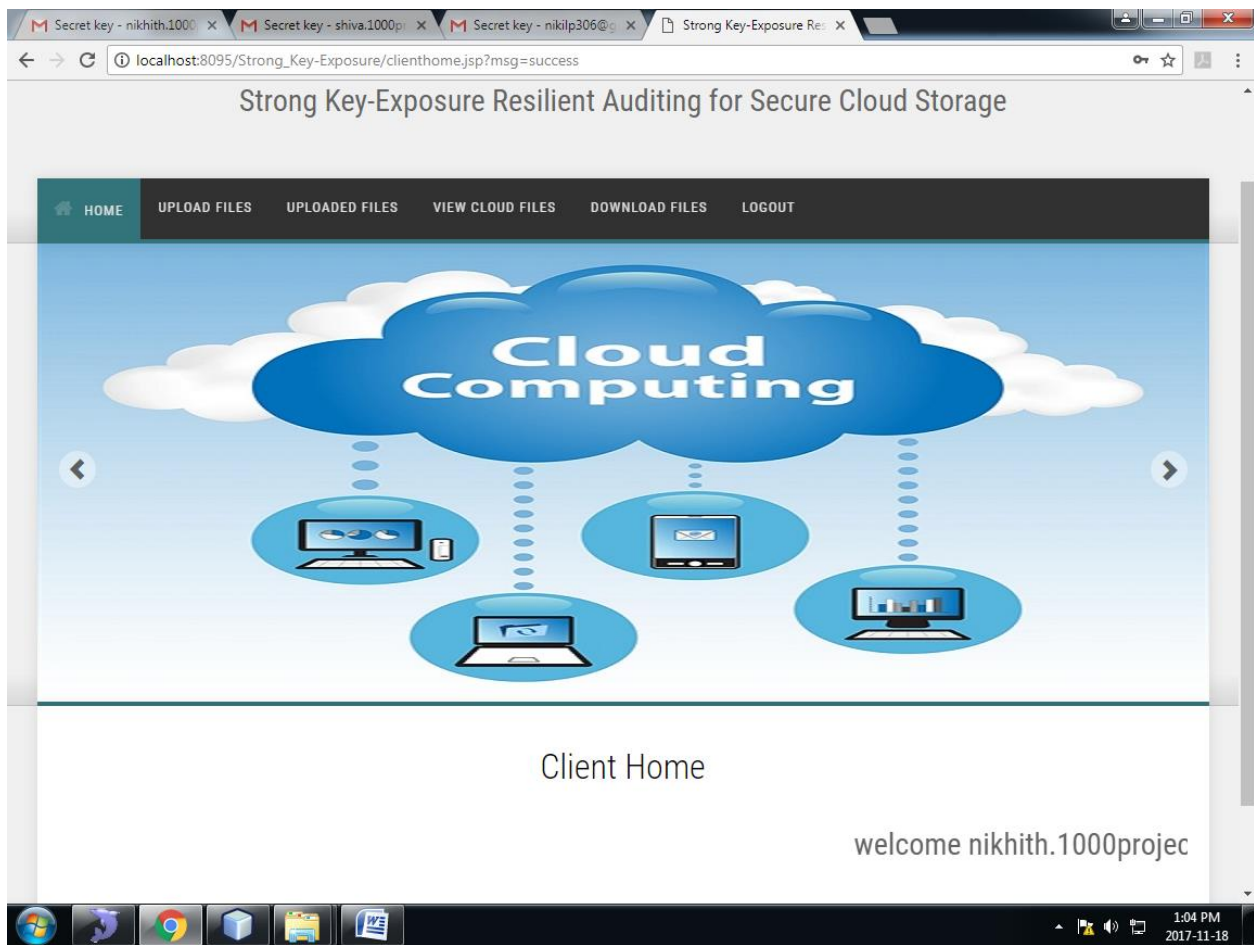 Secret key - nikhith.1000
Secret key - shiva.1000p
Secret key - nikilp306@g
Strong Key-Exposure Res
localhost:8095/Strong_Key-Exposure/clienthome.jsp?msg=success
Strong Key-Exposure Resilient Auditing for Secure Cloud Storage
HOME UPLOAD FILES UPLOADED FILES VIEW CLOUD FILES DOWNLOAD FILES LOGOUT
Cloud
Computing
Client Home
welcome nikhith.1000projec
1:04 PM
2017-11-18